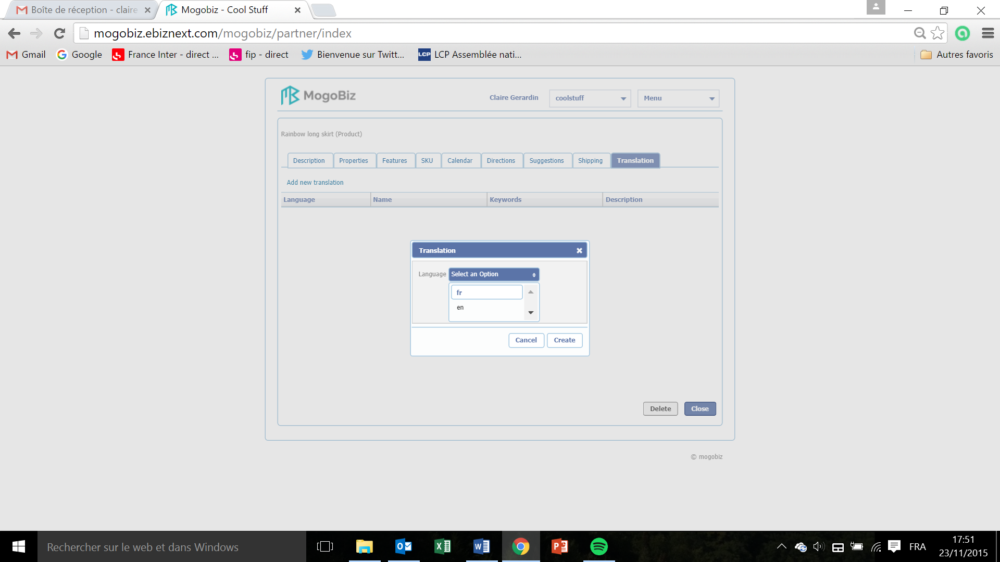 Boîte de réception - claire
Mogobiz - Cool Stuff
mogobiz.ebiznext.com/mogobiz/partner/index
Gmail
Google
France Inter - direct ...
fip - direct
Bienvenue sur Twitt...
LCP
LCP Assemblée nati...
Autres favoris
MogoBiz
Claire Gerardin
coolstuff
Menu
Rainbow long skirt (Product)
Description
Properties
Features
SKU
Calendar
Directions
Suggestions
Shipping
Translation
Add new translation
Language
Name
Keywords
Description
Translation
Language
Select an Option
fr
en
Cancel
Create
Delete
Close
© mogobiz
Rechercher sur le web et dans Windows
FRA
17:51
23/11/2015